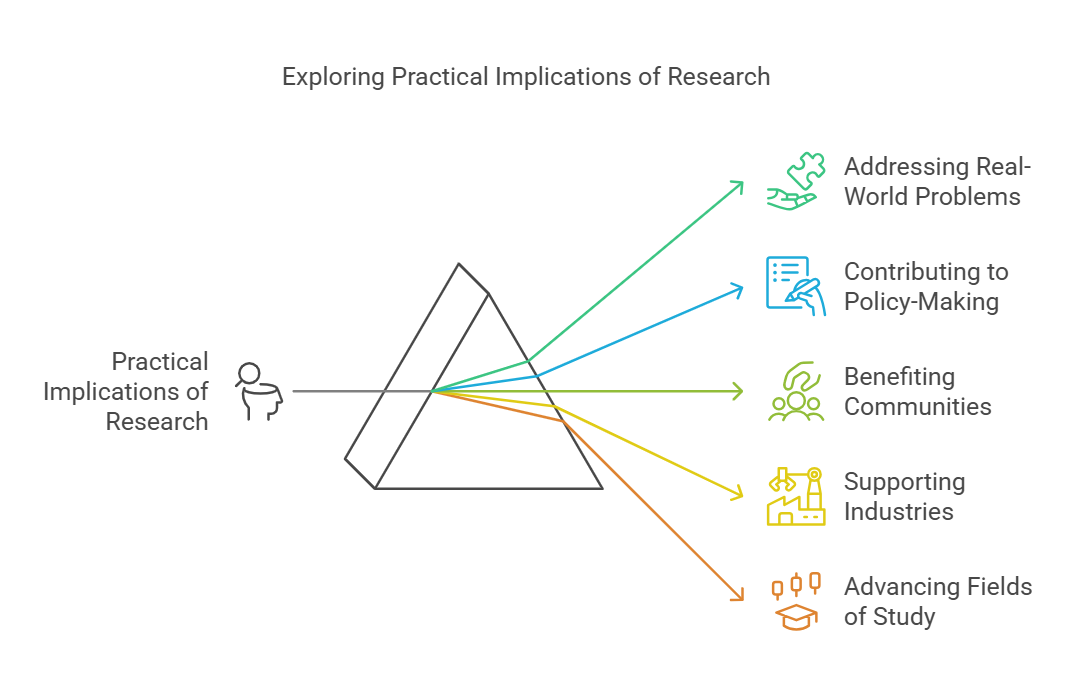 Exploring Practical Implications of Research
Practical
Implications of
Research
Addressing Real-
World Problems
Contributing to
Policy-Making
Benefiting
Communities
Supporting
Industries
Advancing Fields
of Study